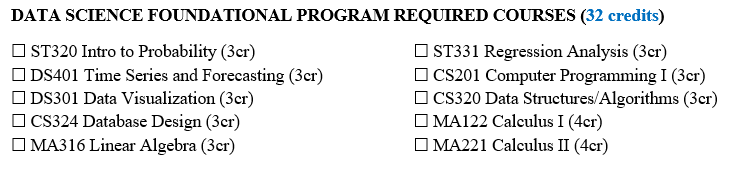 DATA SCIENCE FOUNDATIONAL PROGRAM REQUIRED COURSES (32 credits)
☐ ST320 Intro to Probability (3cr)
☐ DS401 Time Series and Forecasting (3cr)
☐ DS301 Data Visualization (3cr)
☐ CS324 Database Design (3cr)
☐ MA316 Linear Algebra (3cr)
☐ ST331 Regression Analysis (3cr)
☐ CS201 Computer Programming I (3cr)
☐ CS320 Data Structures/Algorithms (3cr)
☐ MA122 Calculus I (4cr)
☐ MA221 Calculus II (4cr)